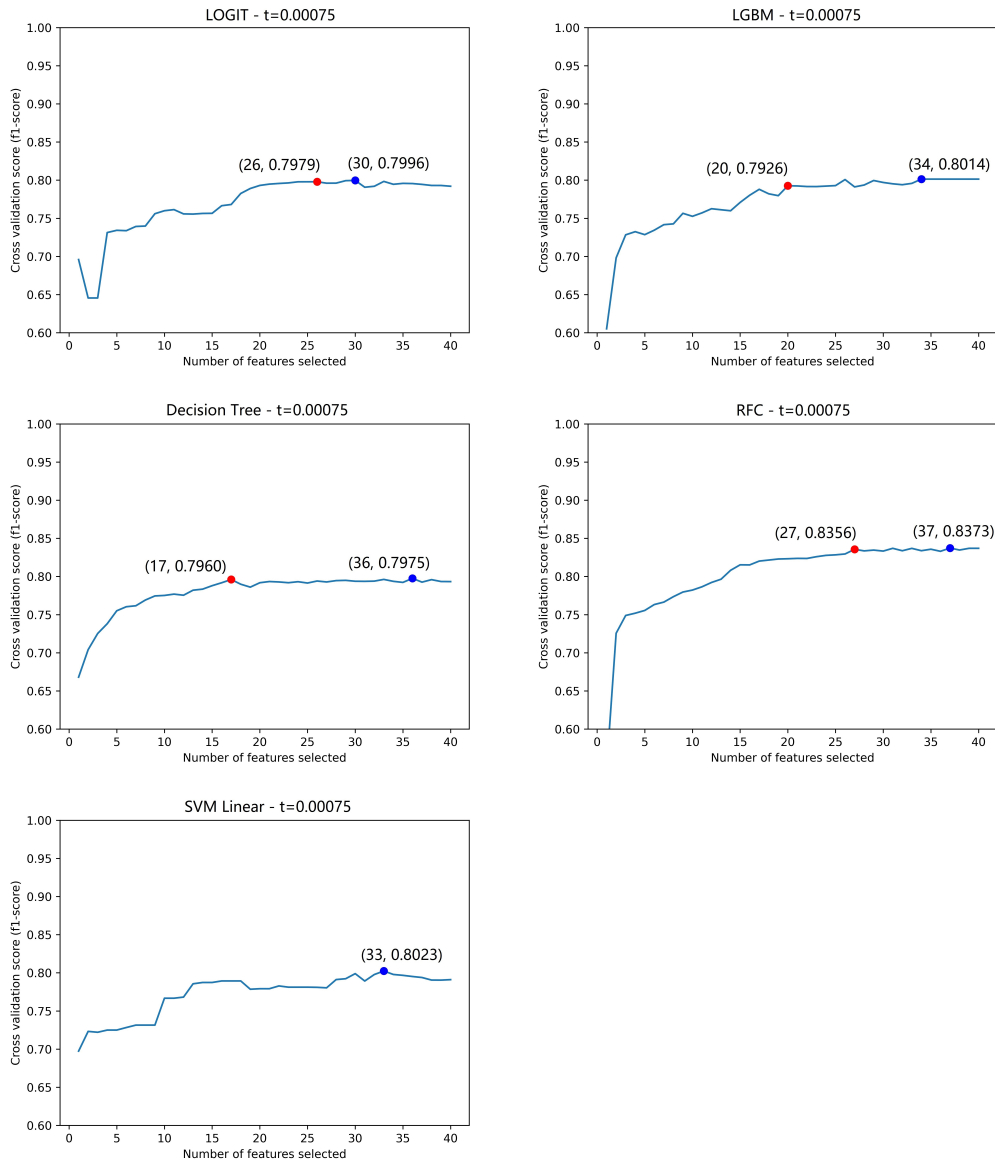 LOGIT - t=0.00075
1.00
0.95
0.90
0.85
0.80
0.75
0.70
0.65
0.60
Cross validation score (f1-score)
(26, 0.7979)
(30, 0.7996)
0 5 10 15 20 25 30 35 40
Number of features selected
LGBM - t=0.00075
1.00
0.95
0.90
0.85
0.80
0.75
0.70
0.65
0.60
Cross validation score (f1-score)
(20, 0.7926)
(34, 0.8014)
0 5 10 15 20 25 30 35 40
Number of features selected
Decision Tree - t=0.00075
1.00
0.95
0.90
0.85
0.80
0.75
0.70
0.65
0.60
Cross validation score (f1-score)
(17, 0.7960)
(36, 0.7975)
0 5 10 15 20 25 30 35 40
Number of features selected
RFC - t=0.00075
1.00
0.95
0.90
0.85
0.80
0.75
0.70
0.65
0.60
Cross validation score (f1-score)
(27, 0.8356)
(37, 0.8373)
0 5 10 15 20 25 30 35 40
Number of features selected
SVM Linear - t=0.00075
1.00
0.95
0.90
0.85
0.80
0.75
0.70
0.65
0.60
Cross validation score (f1-score)
(33, 0.8023)
0 5 10 15 20 25 30 35 40
Number of features selected